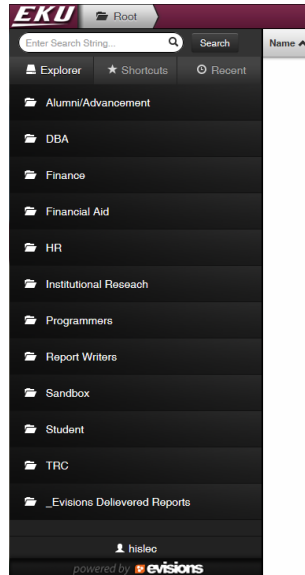 EKU Root
Enter Search String... Search Name
Explorer Shortcuts Recent
Alumni/Advancement
DBA
Finance
Financial Aid
HR
Institutional Reseach
Programmers
Report Writers
Sandbox
Student
TRC
_Evisions Delievered Reports
hislec
powered by evisions